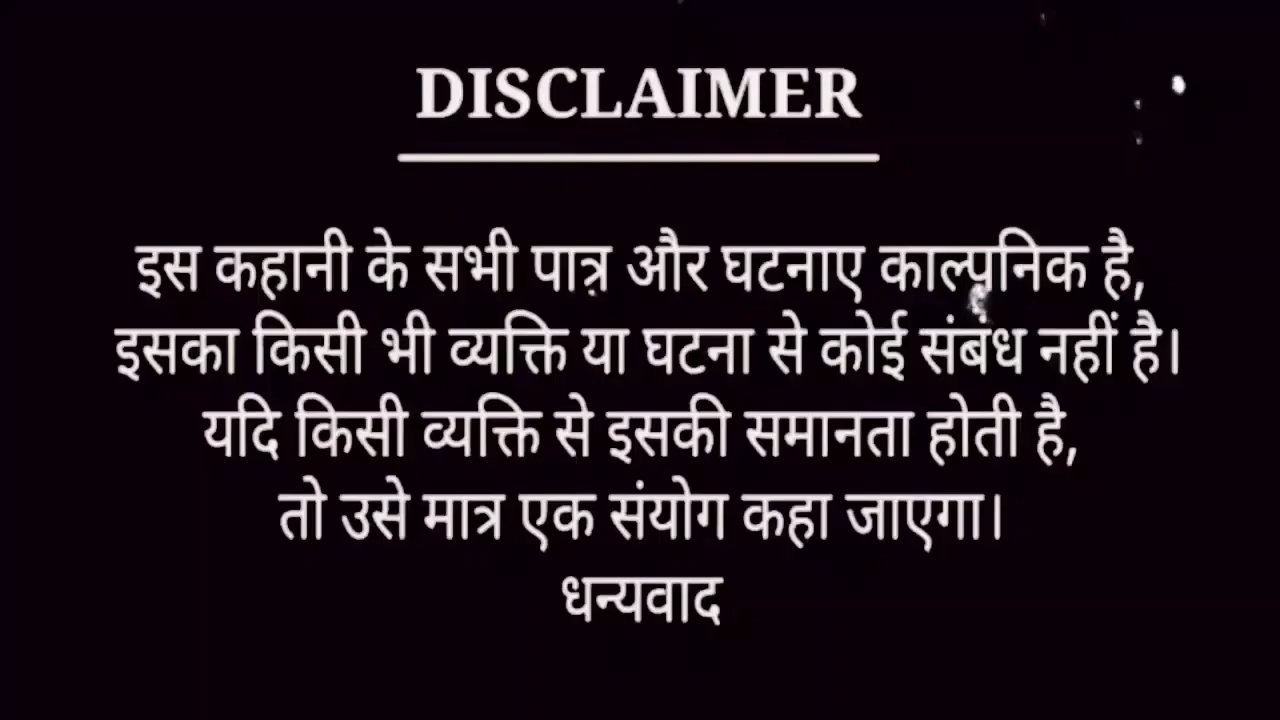 DISCLAIMER
इस कहानी के सभी पात्र और घटनाए काल्पनिक है,
इसका किसी भी व्यक्ति या घटना से कोई संबंध नहीं है।
यदि किसी व्यक्ति से इसकी समानता होती है,
तो उसे मात्र एक संयोग कहा जाएगा।
धन्यवाद